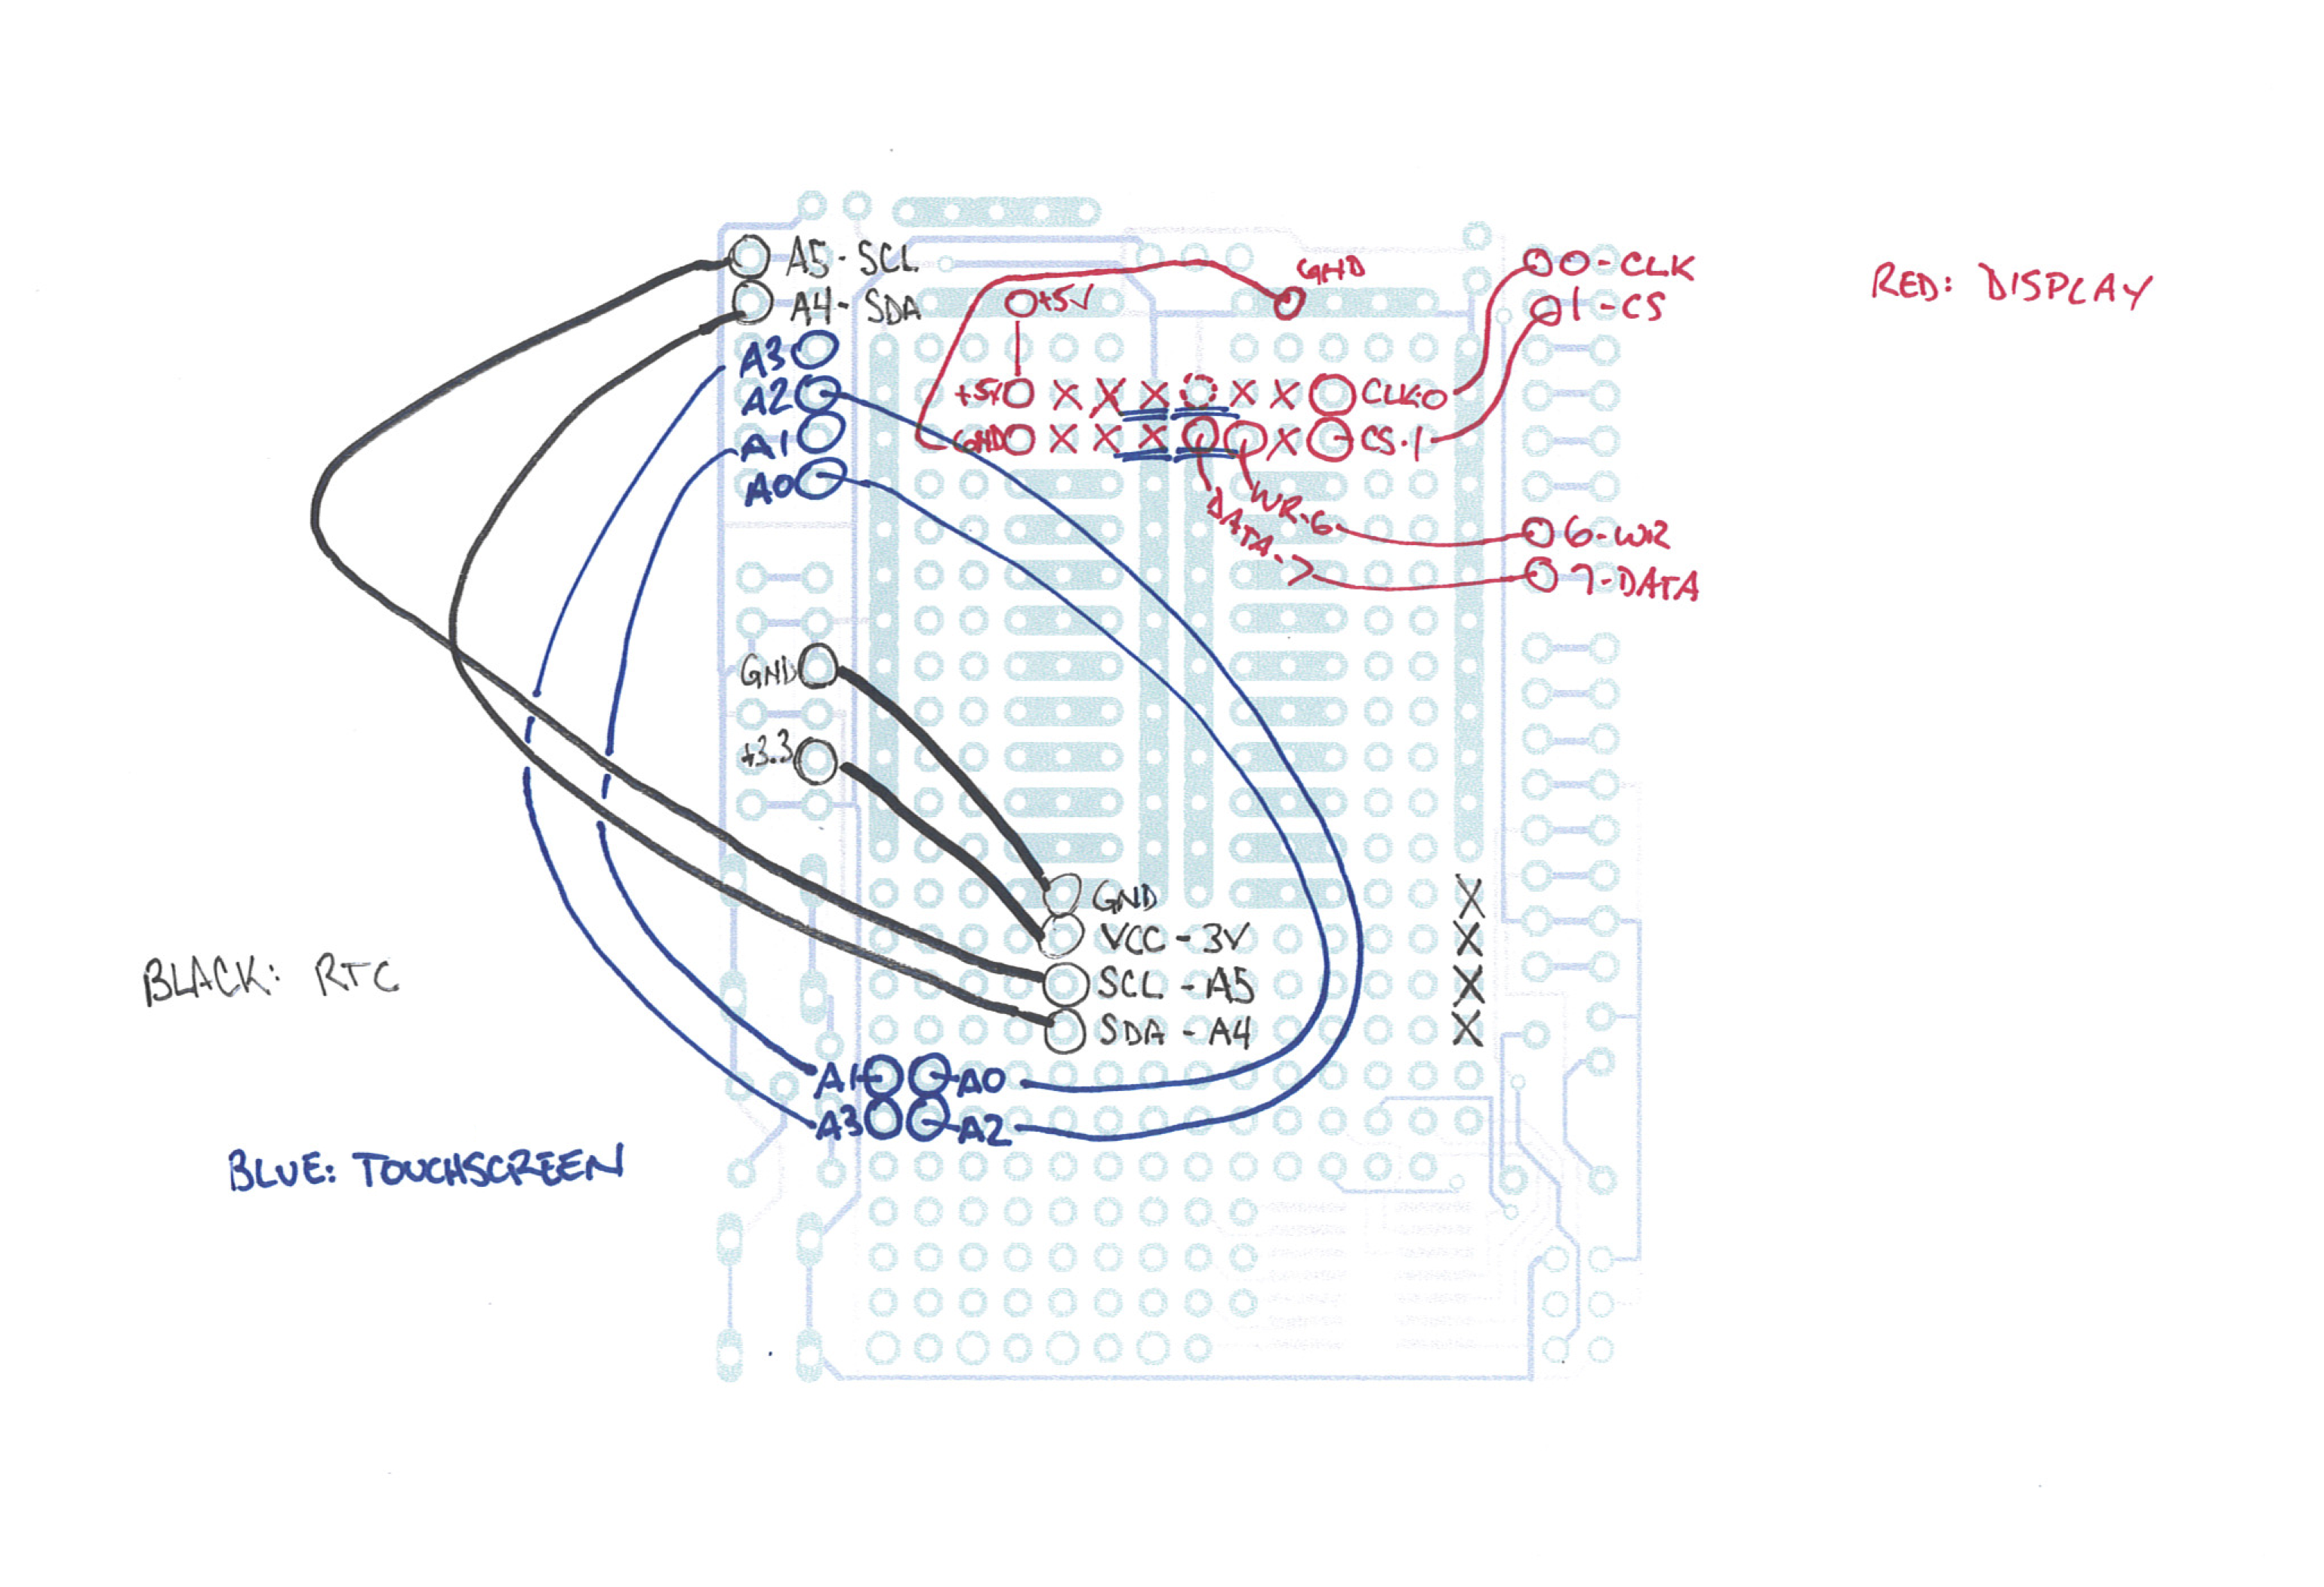 A5-SCL
A4-SDA
A3
A2
A1
A0
GND
+5V
0-CLK
1-CS
RED: DISPLAY
+5V X X X X X CLK-0
GND X X X X CS-1
WR-6
DATA-7
6-WR
7-DATA
GND
+3.3
GND
VCC - 3V
SCL - A5
SDA - A4
X
X
X
X
BLACK: RTC
A1 A0
A3 A2
BLUE: TOUCHSCREEN